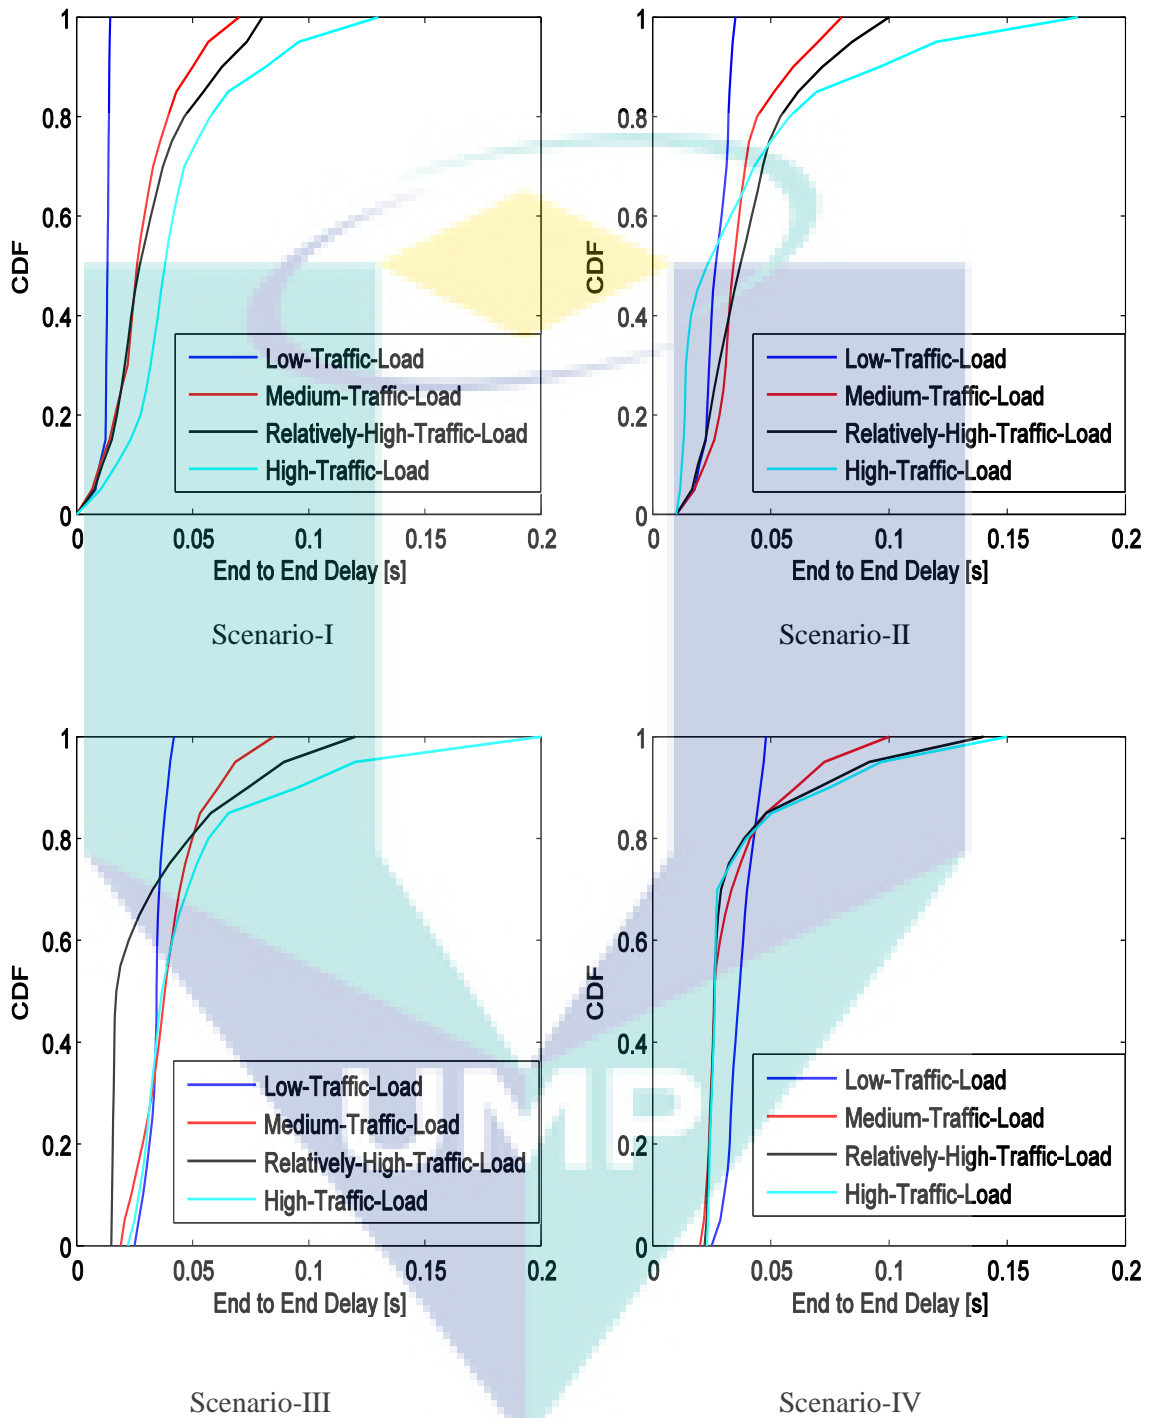 1
0.8
0.6
0.4
0.2
0
CDF
Low-Traffic-Load
Medium-Traffic-Load
Relatively-High-Traffic-Load
High-Traffic-Load
0 0.05 0.1 0.15 0.2
End to End Delay [s]
Scenario-I
1
0.8
0.6
0.4
0.2
0
CDF
Low-Traffic-Load
Medium-Traffic-Load
Relatively-High-Traffic-Load
High-Traffic-Load
0 0.05 0.1 0.15 0.2
End to End Delay [s]
Scenario-II
1
0.8
0.6
0.4
0.2
0
CDF
Low-Traffic-Load
Medium-Traffic-Load
Relatively-High-Traffic-Load
High-Traffic-Load
0 0.05 0.1 0.15 0.2
End to End Delay [s]
Scenario-III
1
0.8
0.6
0.4
0.2
0
CDF
Low-Traffic-Load
Medium-Traffic-Load
Relatively-High-Traffic-Load
High-Traffic-Load
0 0.05 0.1 0.15 0.2
End to End Delay [s]
Scenario-IV
UMP